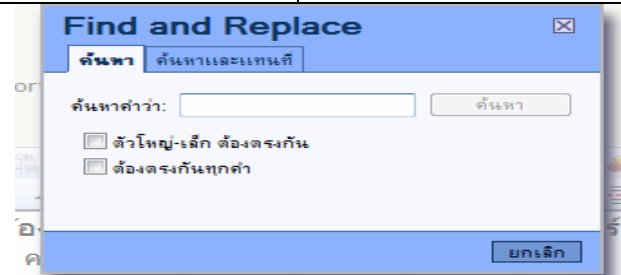 Find and Replace
ค้นหา ค้นหาและแทนที่
ค้นหาคำว่า: ค้นหา
ตัวใหญ่-เล็ก ต้องตรงกัน
ต้องตรงกันทุกคำ
ยกเลิก